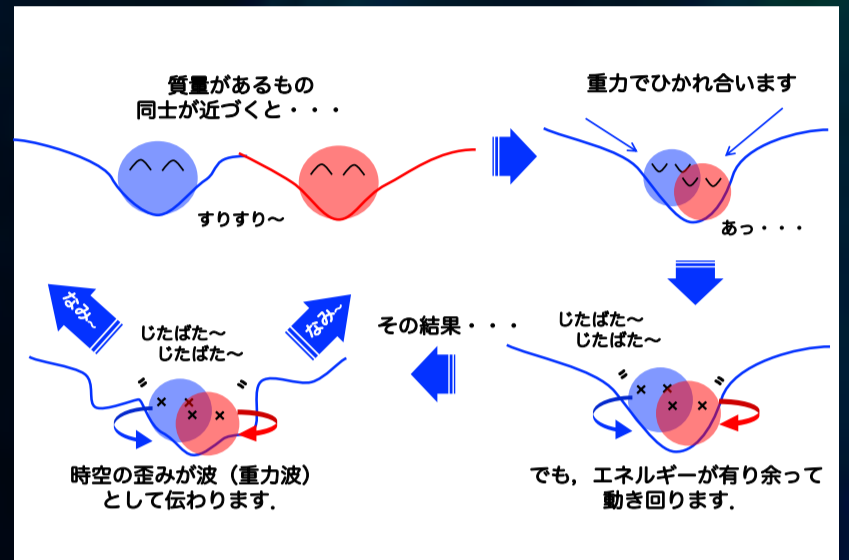 質量があるもの
同士が近づくと・・・
すりすり～
重力でひかれ合います
あっ・・・
じたばた～
じたばた～
でも，エネルギーが有り余って
動き回ります．
その結果・・・
なみ～
なみ～
じたばた～
じたばた～
時空の歪みが波（重力波）
として伝わります．